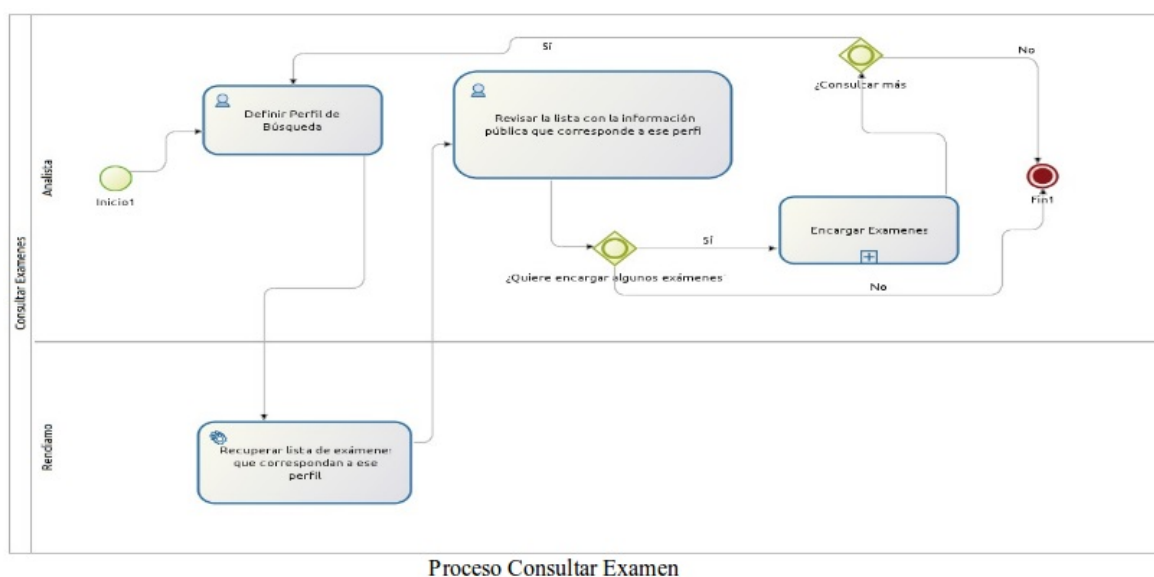 Consultar Examenes
Analista
Inicio1
Definir Perfil de
Búsqueda
Sí
Revisar la lista con la información
pública que corresponde a ese perfi
¿Consultar más
No
Fin1
Encargar Examenes
¿Quiere encargar algunos exámenes
Sí
No
Rendiamo
Recuperar lista de exámenes
que correspondan a ese
perfil
Proceso Consultar Examen